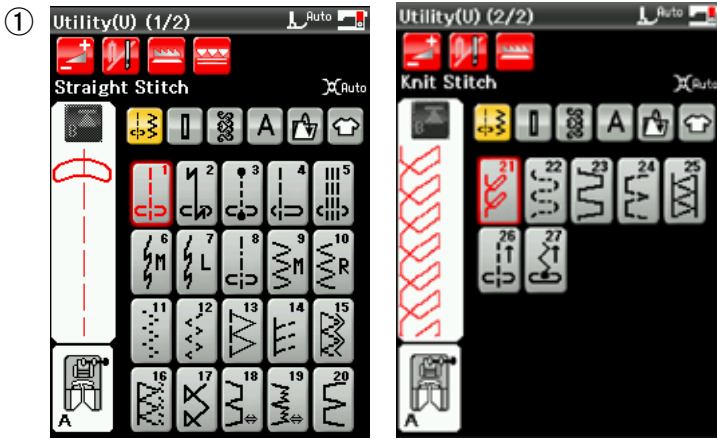 ①
Utility(U) (1/2) Auto
Straight Stitch Auto
B
A
1 2 3 4 5
6 M 7 L 8 9 M 10 R
11 12 13 14 15
16 17 18 19 20
A
Utility(U) (2/2) Auto
Knit Stitch Auto
B
A
21 22 23 24 25
26 27
A